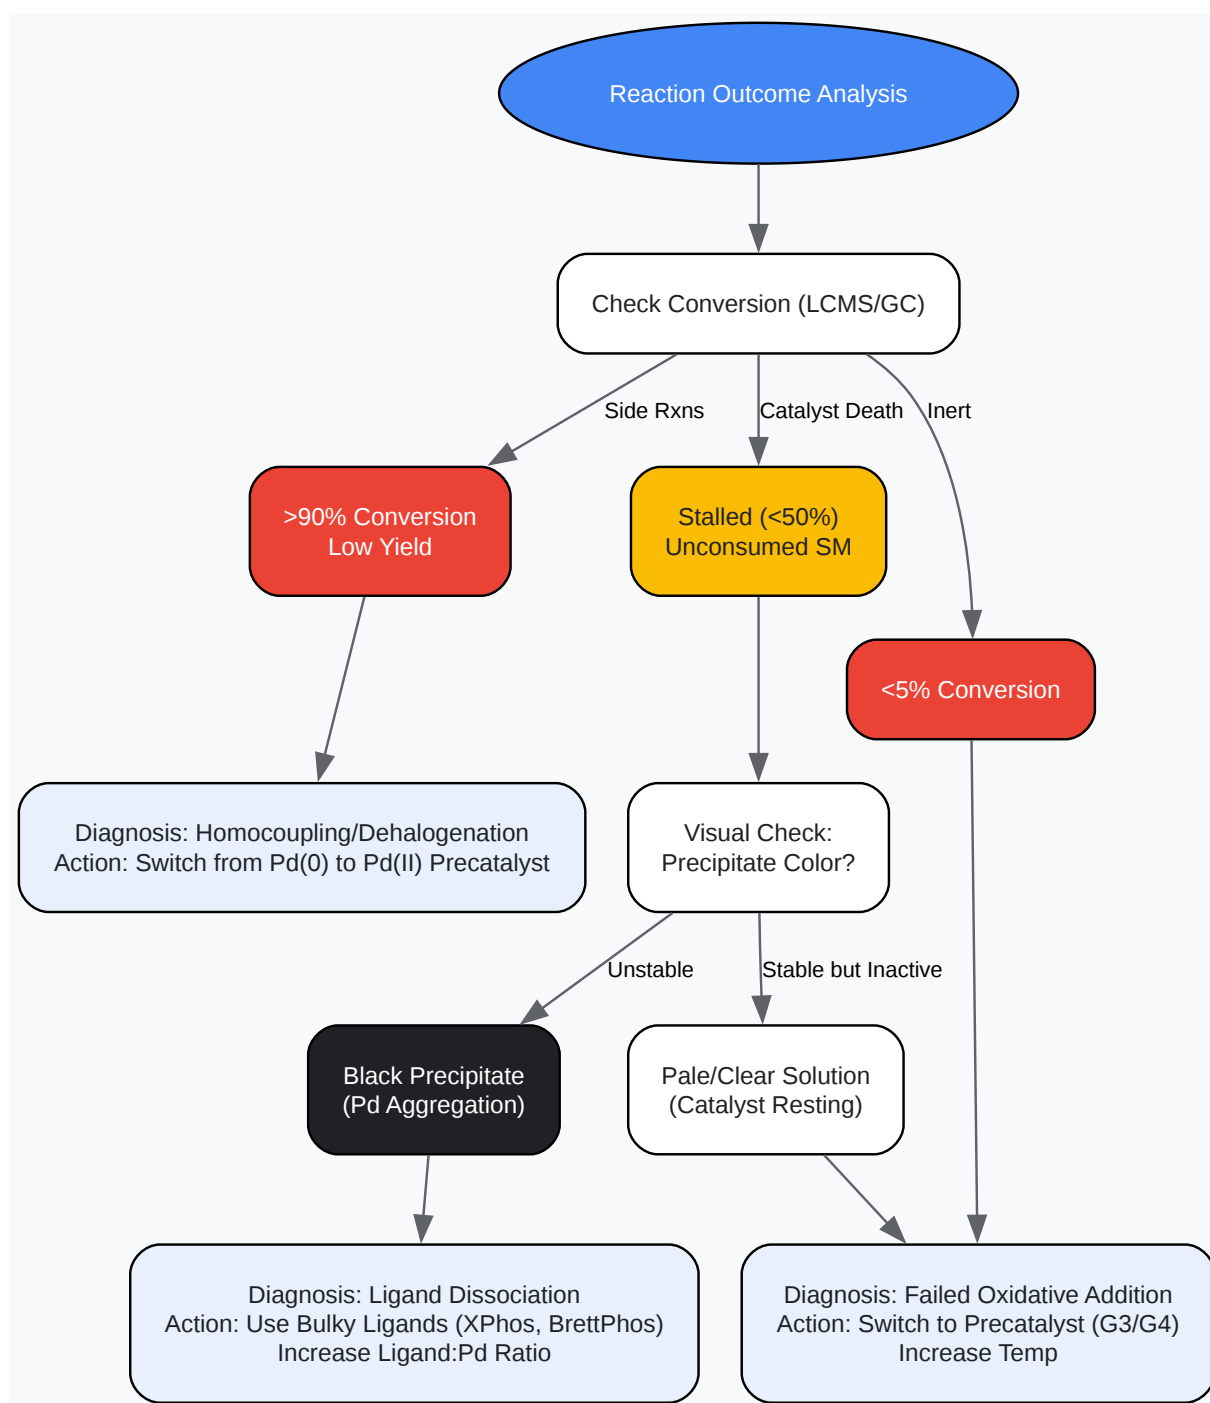 Reaction Outcome Analysis
Check Conversion (LCMS/GC)
Side Rxns
Catalyst Death
Inert
>90% Conversion
Low Yield
Stalled (<50%)
Unconsumed SM
<5% Conversion
Diagnosis: Homocoupling/Dehalogenation
Action: Switch from Pd(0) to Pd(II) Precatalyst
Visual Check:
Precipitate Color?
Unstable
Stable but Inactive
Black Precipitate
(Pd Aggregation)
Pale/Clear Solution
(Catalyst Resting)
Diagnosis: Ligand Dissociation
Action: Use Bulky Ligands (XPhos, BrettPhos)
Increase Ligand:Pd Ratio
Diagnosis: Failed Oxidative Addition
Action: Switch to Precatalyst (G3/G4)
Increase Temp